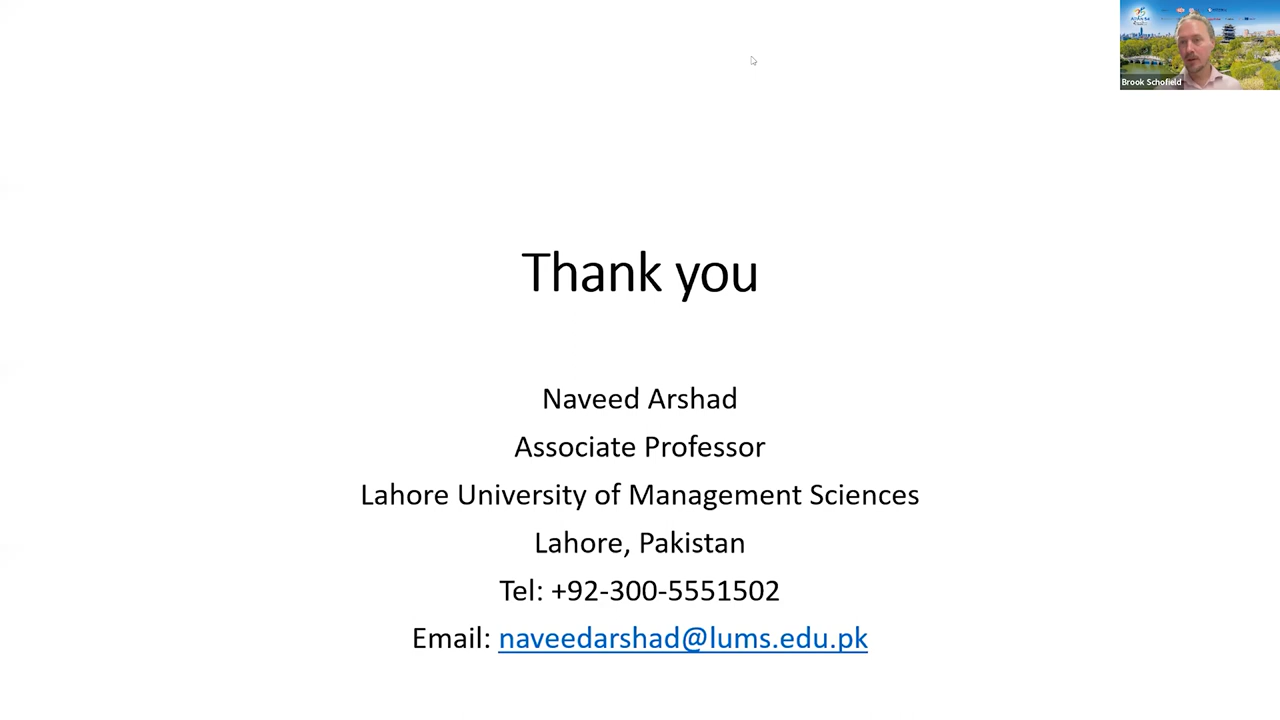 Brook Schofield
Thank you
Naveed Arshad
Associate Professor
Lahore University of Management Sciences
Lahore, Pakistan
Tel: +92-300-5551502
Email: naveedarshad@lums.edu.pk